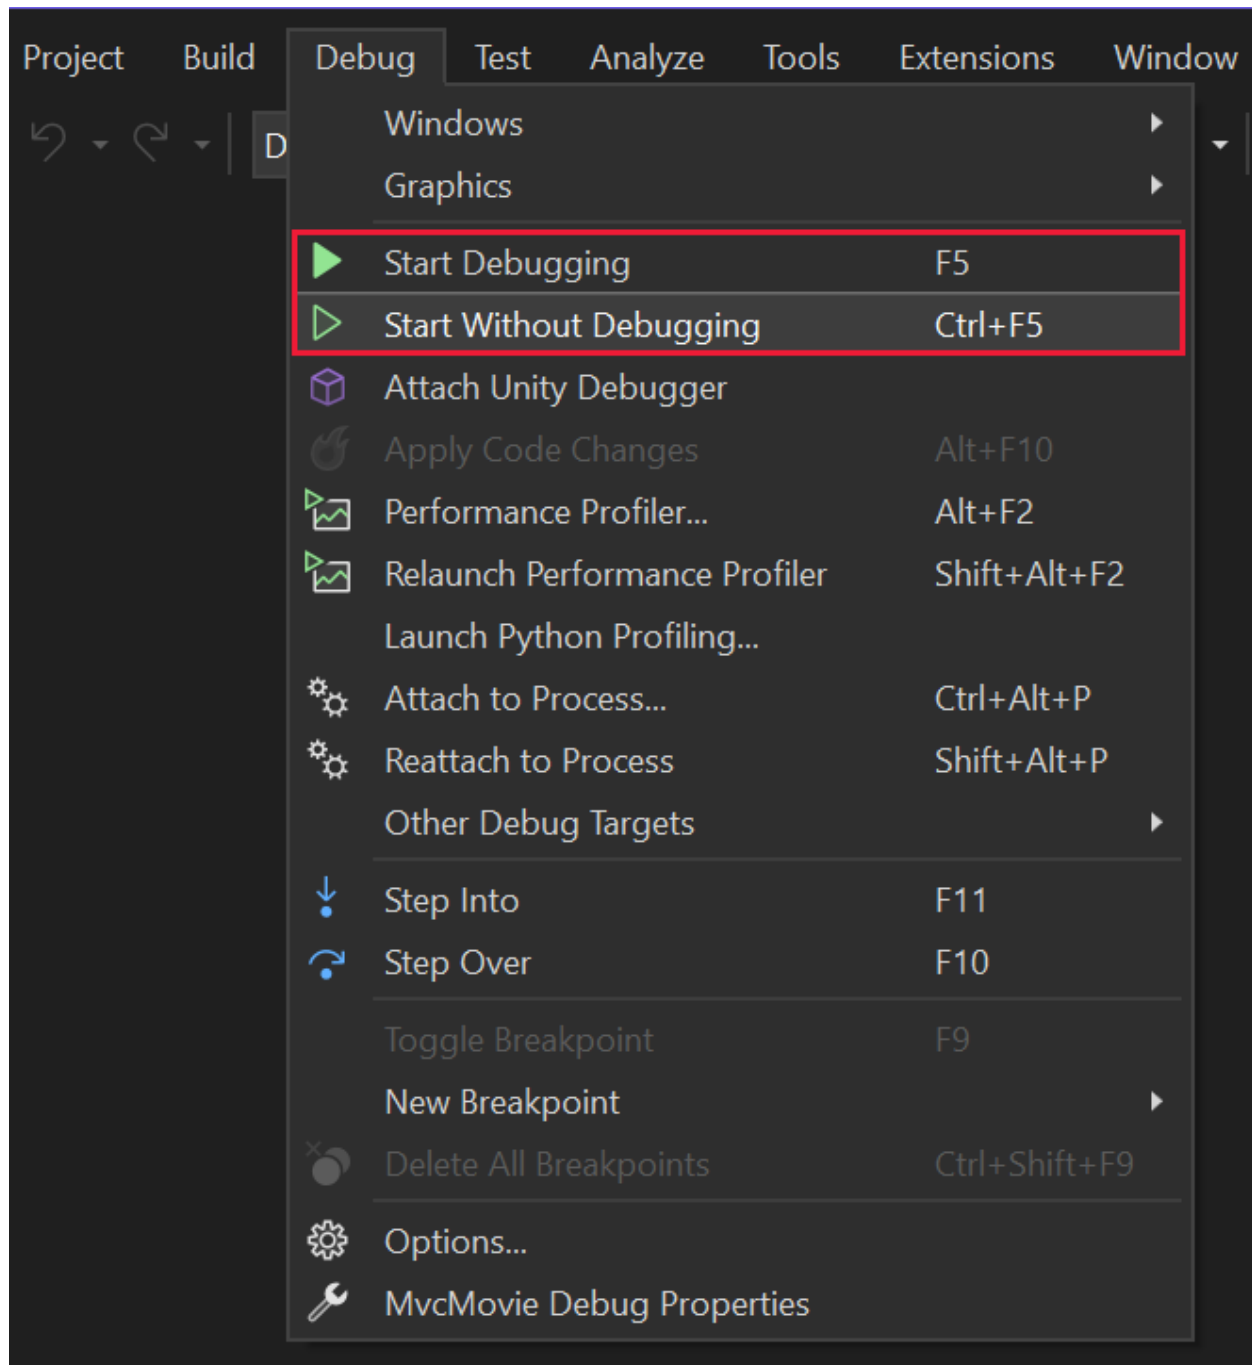 Project Build Debug Test Analyze Tools Extensions Window
D
Windows
Graphics
Start Debugging F5
Start Without Debugging Ctrl+F5
Attach Unity Debugger
Apply Code Changes Alt+F10
Performance Profiler... Alt+F2
Relaunch Performance Profiler Shift+Alt+F2
Launch Python Profiling...
Attach to Process... Ctrl+Alt+P
Reattach to Process Shift+Alt+P
Other Debug Targets
Step Into F11
Step Over F10
Toggle Breakpoint F9
New Breakpoint
Delete All Breakpoints Ctrl+Shift+F9
Options...
MvcMovie Debug Properties